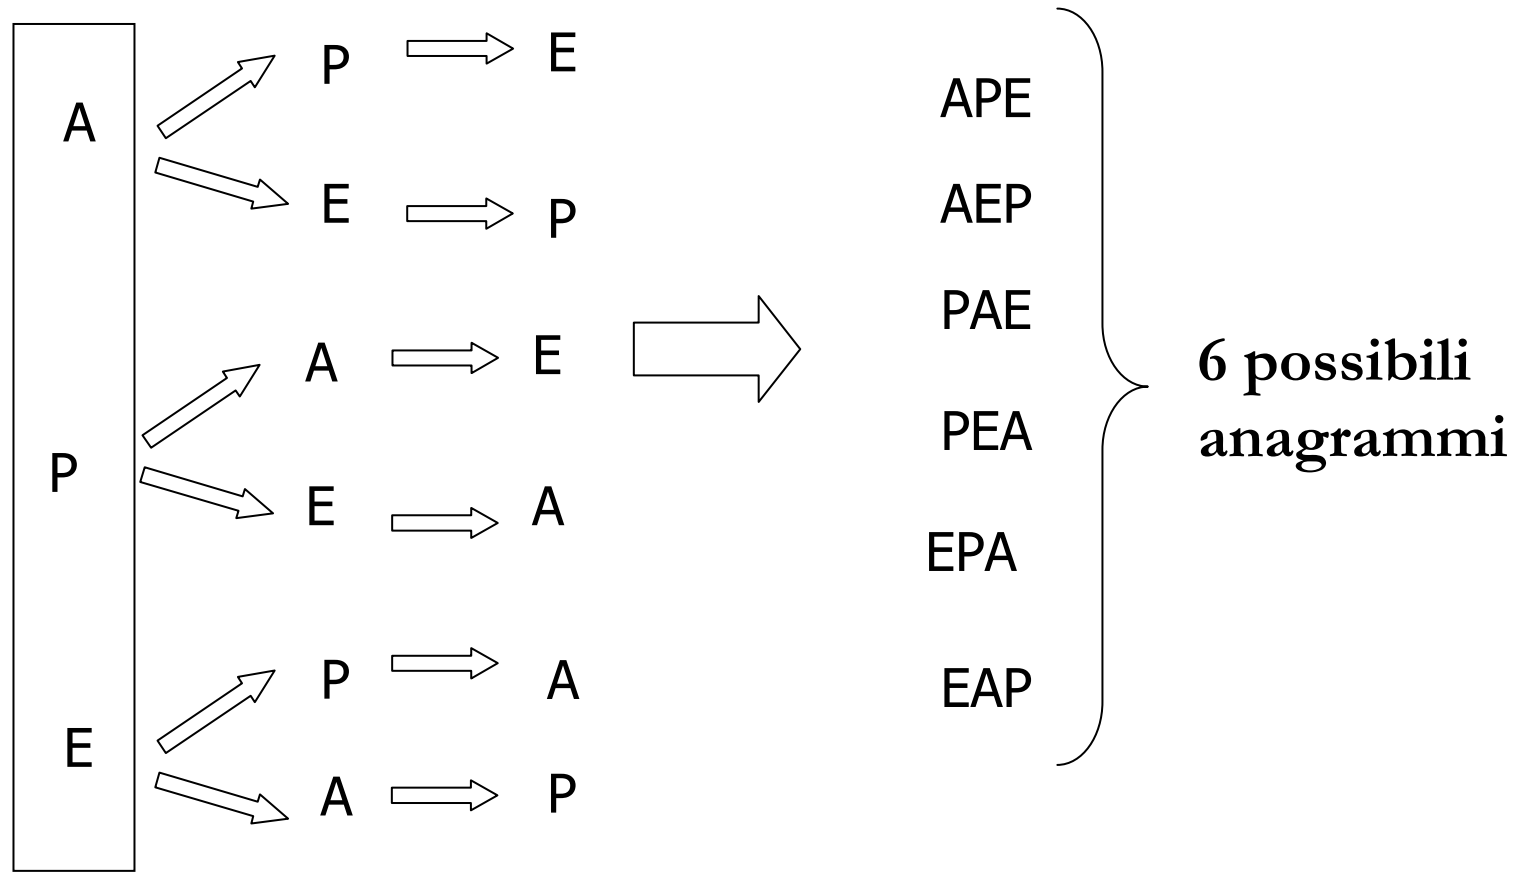 A P E
E P
P A E
E A
E P A
A P
APE
AEP
PAE
PEA
EPA
EAP
6 possibili
anagrammi